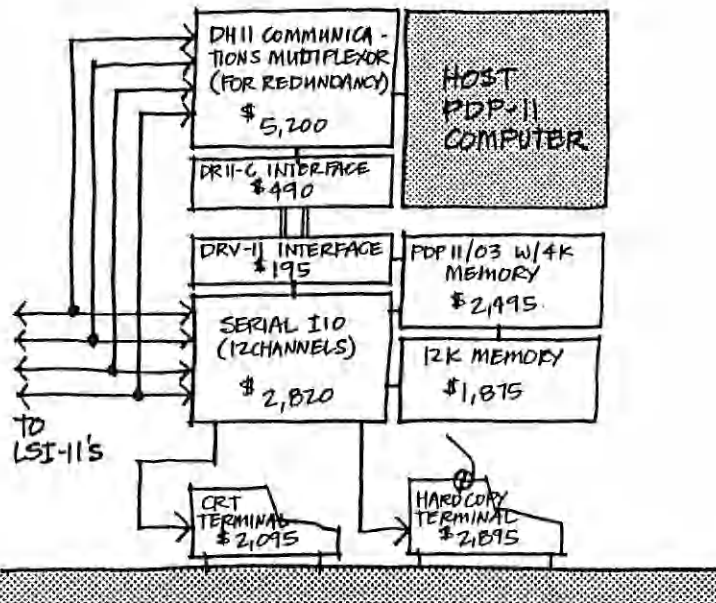 DH11 COMMUNICA-
TIONS MULTIPLEXOR
(FOR REDUNDANCY)
$5,200
HOST
PDP-11
COMPUTER
DR11-C INTERFACE
$490
DRV-11 INTERFACE
$195
PDP 11/03 W/4K
MEMORY
$2,495
SERIAL I/O
(12CHANNELS)
$2,820
12K MEMORY
$1,875
TO
LSI-11'S
CRT
TERMINAL
$2,095
HARDCOPY
TERMINAL
$2,895